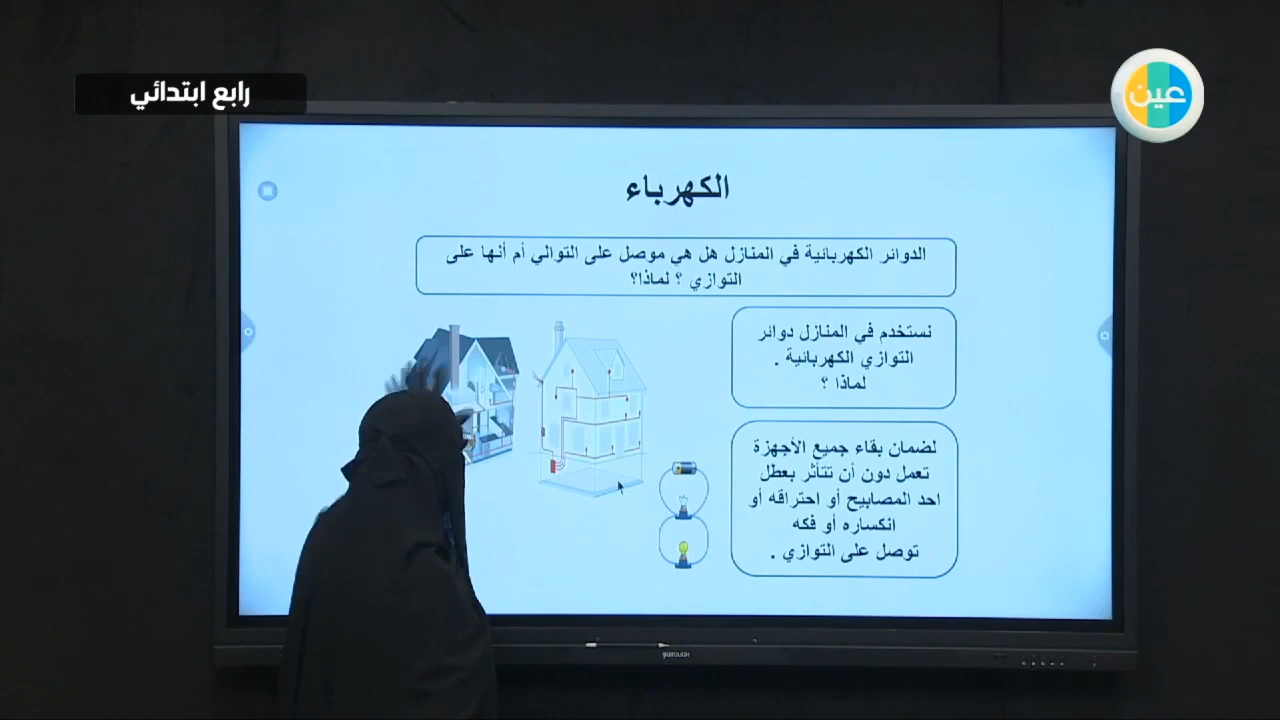 رابع ابتدائي
عين
الكهرباء
الدوائر الكهربائية في المنازل هل هي موصل على التوالي أم أنها على
التوازي ؟ لماذا؟
نستخدم في المنازل دوائر
التوازي الكهربائية .
لماذا ؟
لضمان بقاء جميع الأجهزة
تعمل دون أن تتأثر بعطل
احد المصابيح أو احتراقه أو
انكساره أو فكه
توصل على التوازي .